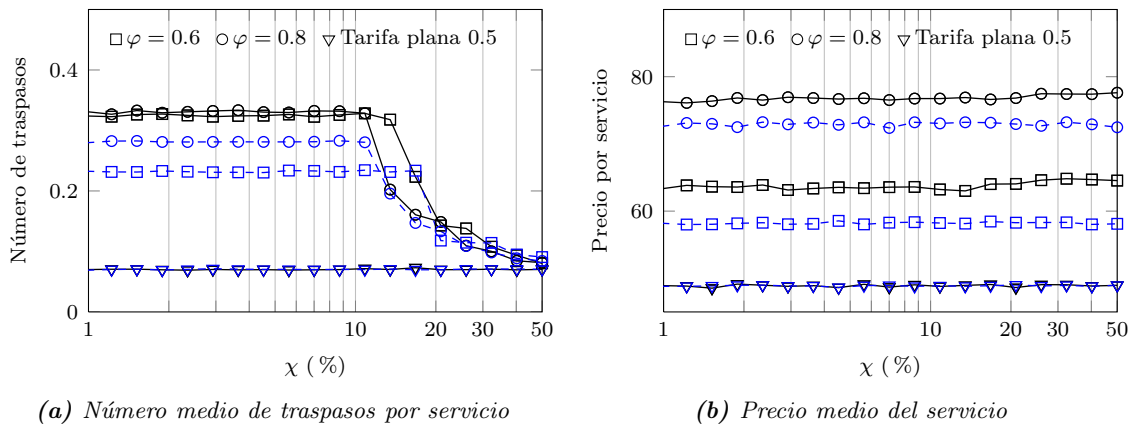 φ = 0.6 φ = 0.8 Tarifa plana 0.5
0.4
0.2
0
Número de traspasos
1 10 20 30 50
χ (%)
(a) Número medio de traspasos por servicio
φ = 0.6 φ = 0.8 Tarifa plana 0.5
80
60
Precio por servicio
1 10 20 30 50
χ (%)
(b) Precio medio del servicio